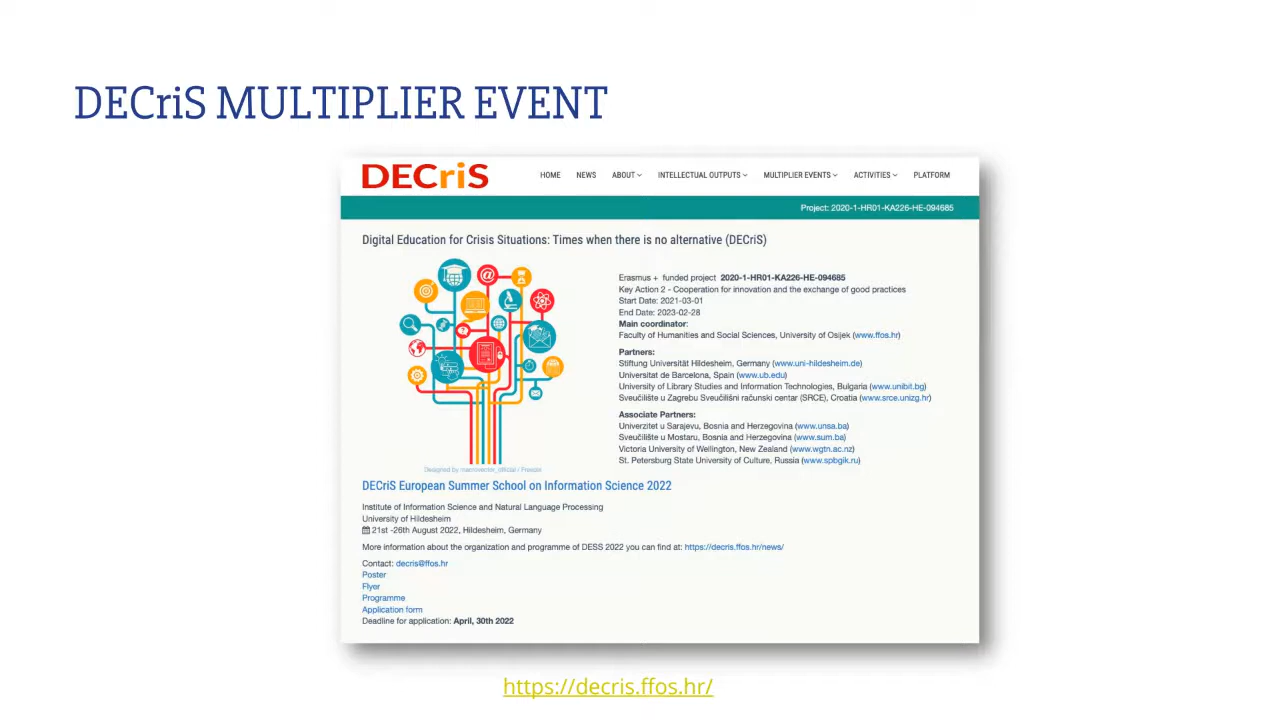 DECriS MULTIPLIER EVENT
DECriS
HOME NEWS ABOUT INTELLECTUAL OUTPUTS MULTIPLIER EVENTS ACTIVITIES PLATFORM
Project: 2020-1-HR01-KA226-HE-094685
Digital Education for Crisis Situations: Times when there is no alternative (DECriS)
Erasmus + funded project 2020-1-HR01-KA226-HE-094685
Key Action 2 - Cooperation for innovation and the exchange of good practices
Start Date: 2021-03-01
End Date: 2023-02-28
Main coordinator:
Faculty of Humanities and Social Sciences, University of Osijek (www.ffos.hr)
Partners:
Stiftung Universität Hildesheim, Germany (www.uni-hildesheim.de)
Universitat de Barcelona, Spain (www.ub.edu)
University of Library Studies and Information Technologies, Bulgaria (www.unibit.bg)
Sveučilište u Zagrebu Sveučilišni računski centar (SRCE), Croatia (www.srce.unizg.hr)
Associate Partners:
Univerzitet u Sarajevu, Bosnia and Herzegovina (www.unsa.ba)
Sveučilište u Mostaru, Bosnia and Herzegovina (www.sum.ba)
Victoria University of Wellington, New Zealand (www.wgtn.ac.nz)
St. Petersburg State University of Culture, Russia (www.spbgik.ru)
Designed by macrovector_official / Freepik
DECriS European Summer School on Information Science 2022
Institute of Information Science and Natural Language Processing
University of Hildesheim
21st -26th August 2022, Hildesheim, Germany
More information about the organization and programme of DESS 2022 you can find at: https://decris.ffos.hr/news/
Contact: decris@ffos.hr
Poster
Flyer
Programme
Application form
Deadline for application: April, 30th 2022
https://decris.ffos.hr/